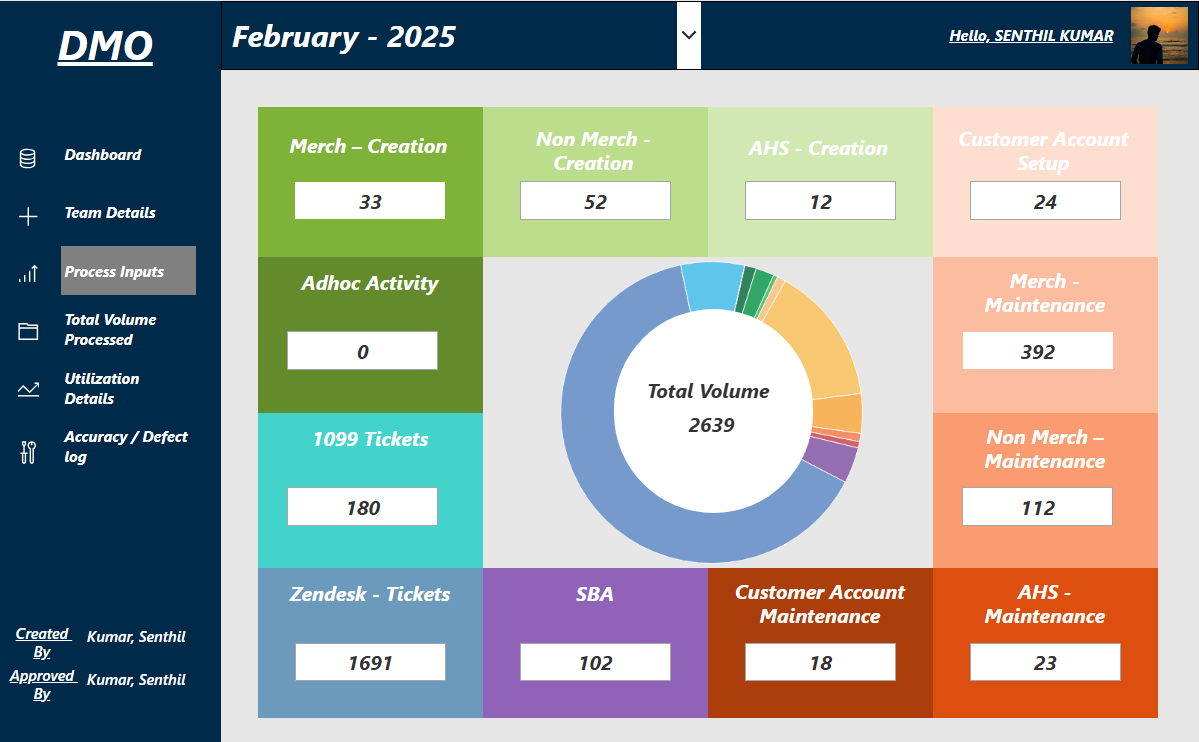 DMO
February - 2025
Hello, SENTHIL KUMAR
Dashboard
Team Details
Process Inputs
Total Volume
Processed
Utilization
Details
Accuracy / Defect
log
Created
By
Kumar, Senthil
Approved
By
Kumar, Senthil
Merch – Creation
33
Non Merch -
Creation
52
AHS - Creation
12
Customer Account
Setup
24
Adhoc Activity
0
Total Volume
2639
Merch -
Maintenance
392
1099 Tickets
180
Non Merch –
Maintenance
112
Zendesk - Tickets
1691
SBA
102
Customer Account
Maintenance
18
AHS -
Maintenance
23